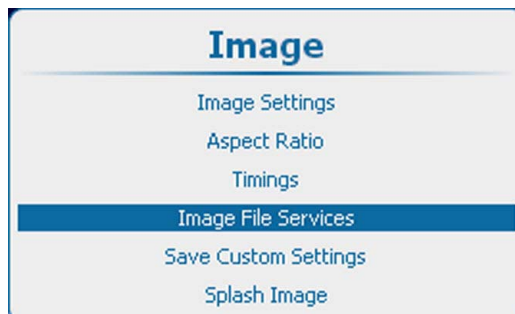 Image
Image Settings
Aspect Ratio
Timings
Image File Services
Save Custom Settings
Splash Image